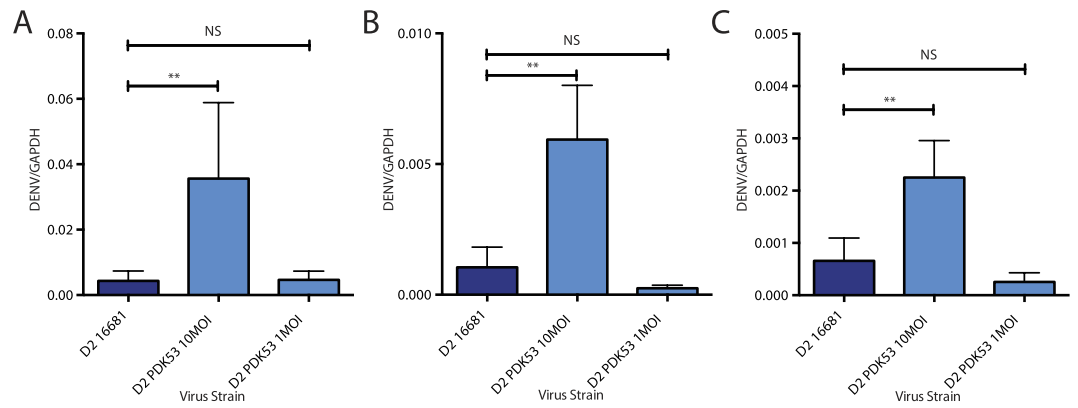 A
DENV/GAPDH
0.08
0.06
0.04
0.02
0.00
NS
**
D2 16681
D2 PDK53 10MOI
D2 PDK53 1MOI
Virus Strain
B
DENV/GAPDH
0.010
0.005
0.000
NS
**
D2 16681
D2 PDK53 10MOI
D2 PDK53 1MOI
Virus Strain
C
DENV/GAPDH
0.005
0.004
0.003
0.002
0.001
0.000
NS
**
D2 16681
D2 PDK53 10MOI
D2 PDK53 1MOI
Virus Strain